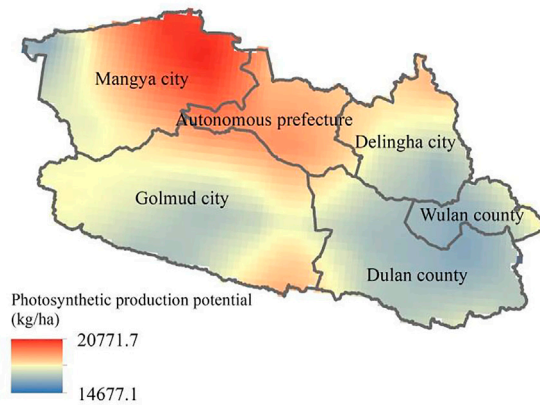 Mangya city
Autonomous prefecture
Delingha city
Golmud city
Wulan county
Dulan county
Photosynthetic production potential
(kg/ha)
20771.7
14677.1